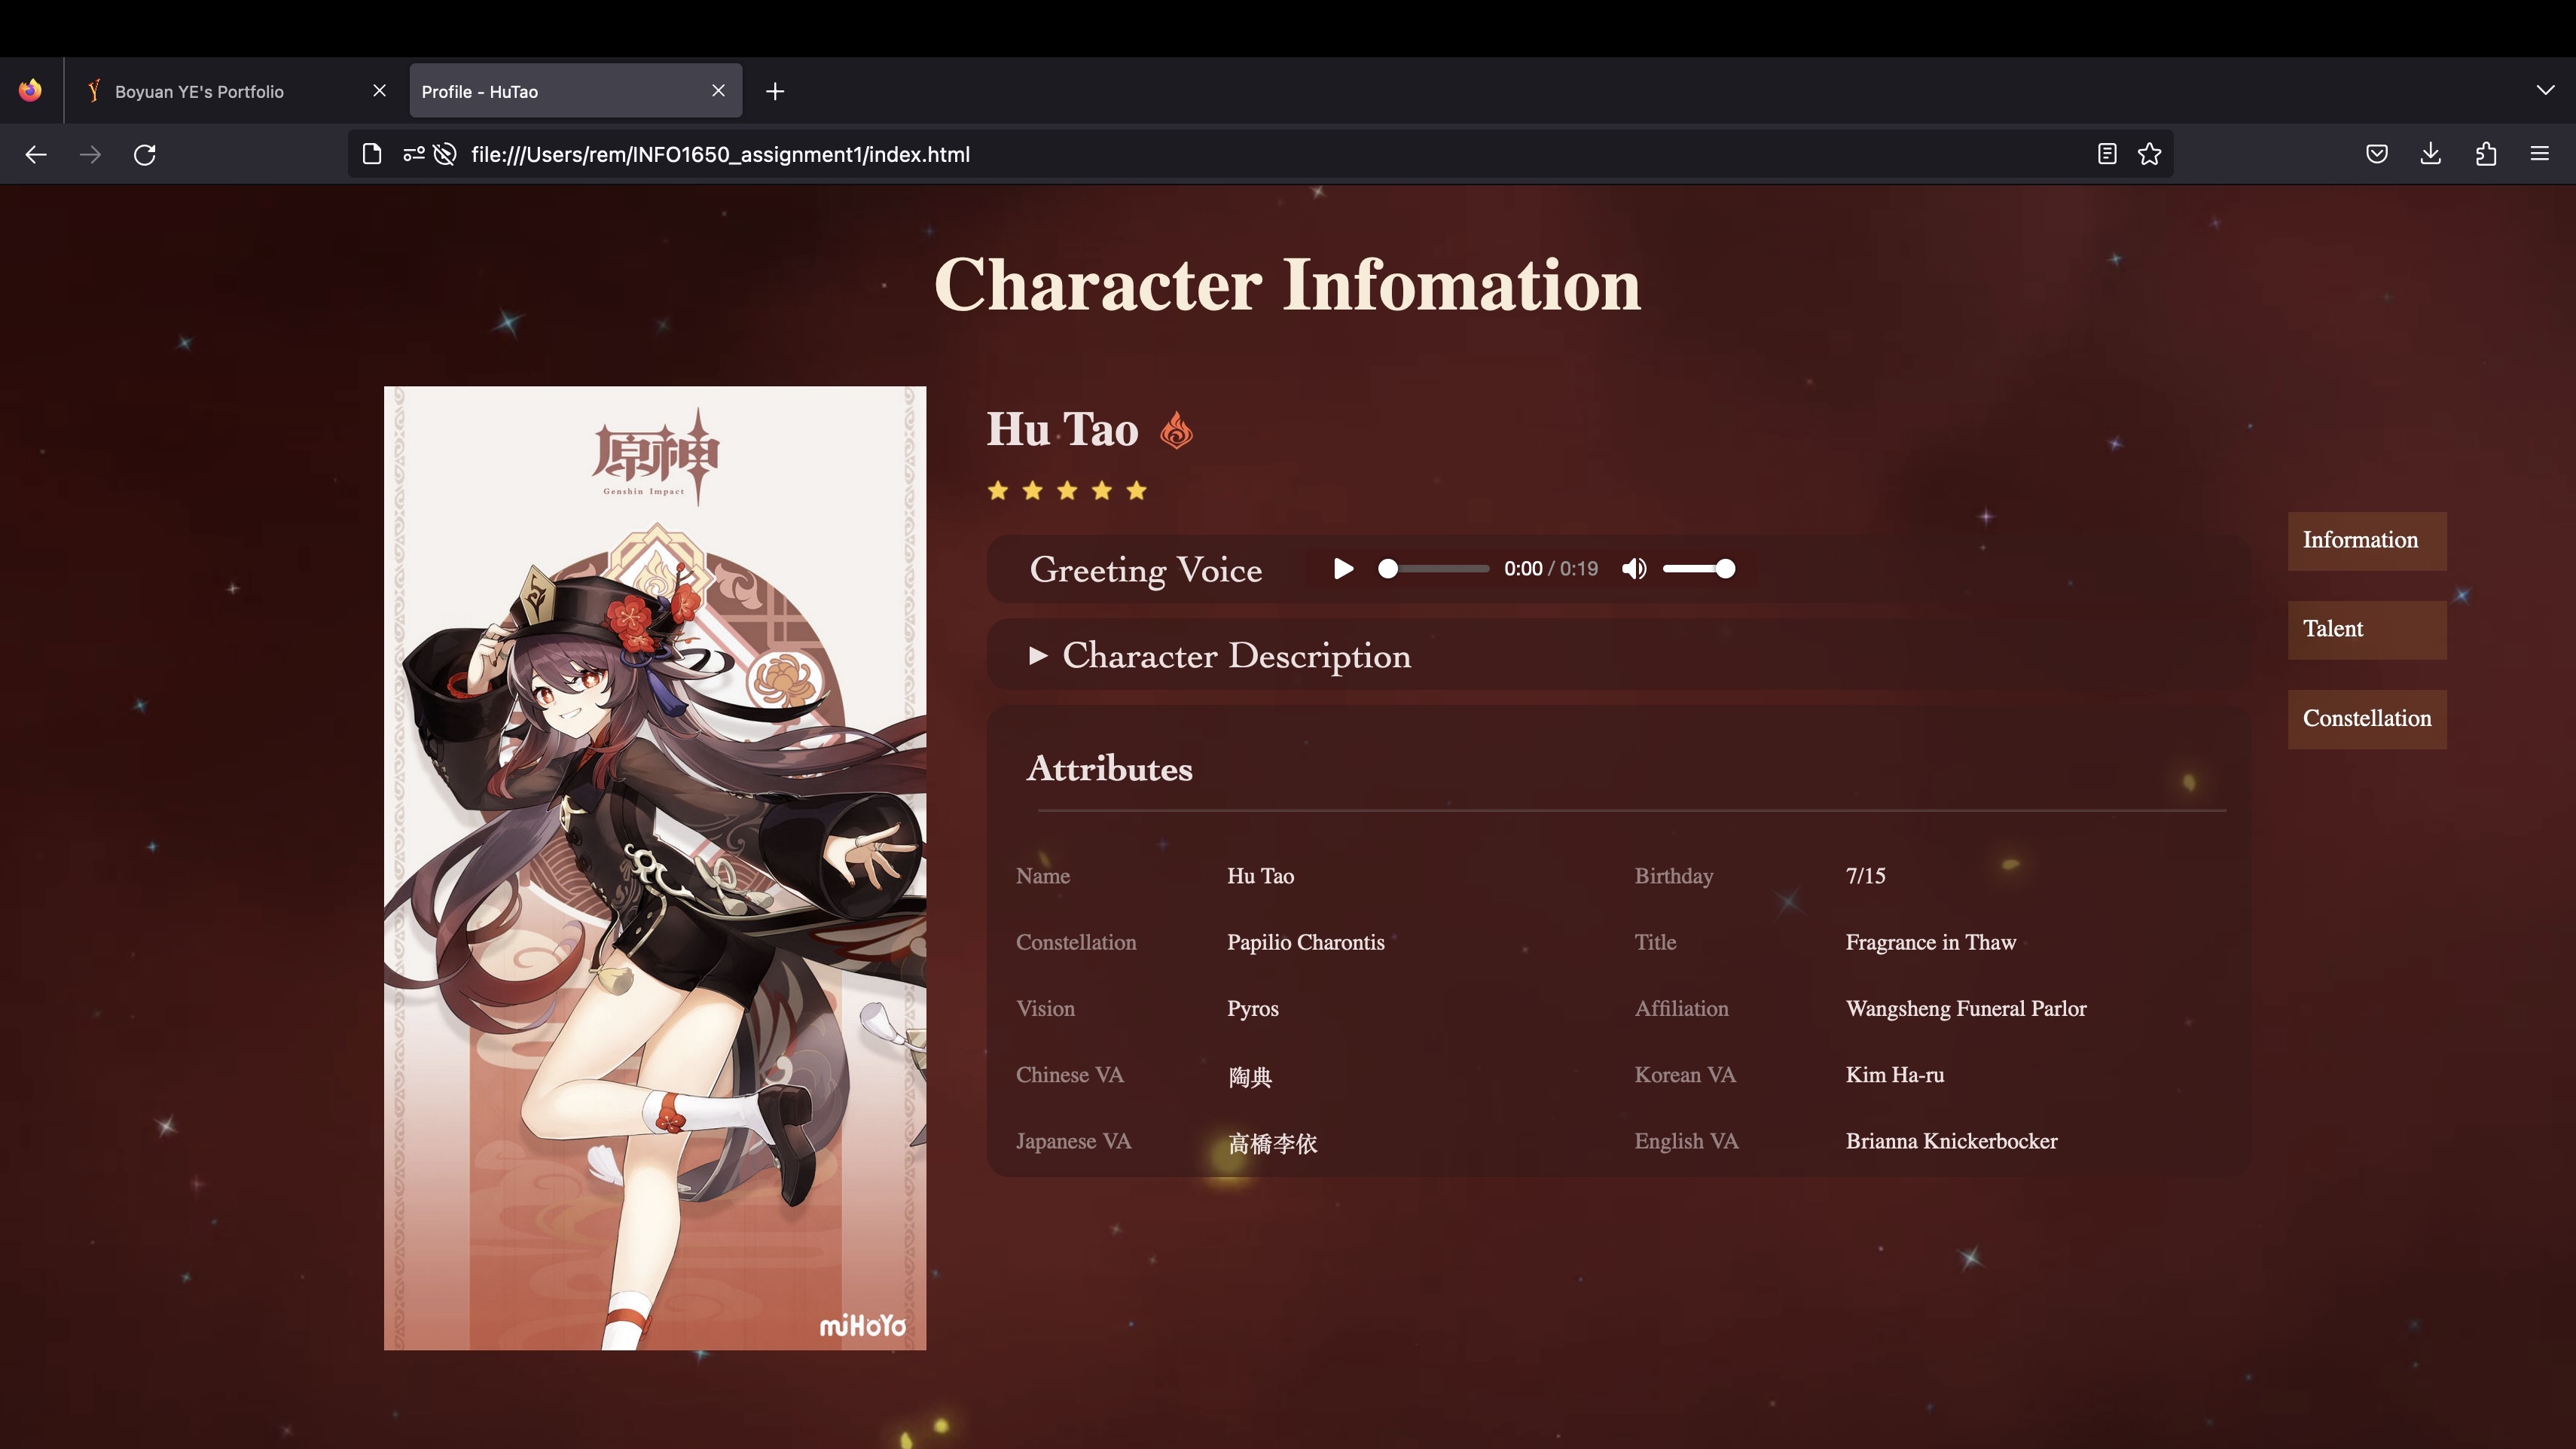 Boyuan YE's Portfolio
Profile - HuTao
file:///Users/rem/INFO1650_assignment1/index.html
Character Infomation
原神
Genshin Impact
miHoYo
Hu Tao
Greeting Voice 0:00 / 0:19
Character Description
Attributes
Name Hu Tao Birthday 7/15
Constellation Papilio Charontis Title Fragrance in Thaw
Vision Pyros Affiliation Wangsheng Funeral Parlor
Chinese VA 陶典 Korean VA Kim Ha-ru
Japanese VA 高橋李依 English VA Brianna Knickerbocker
Information
Talent
Constellation